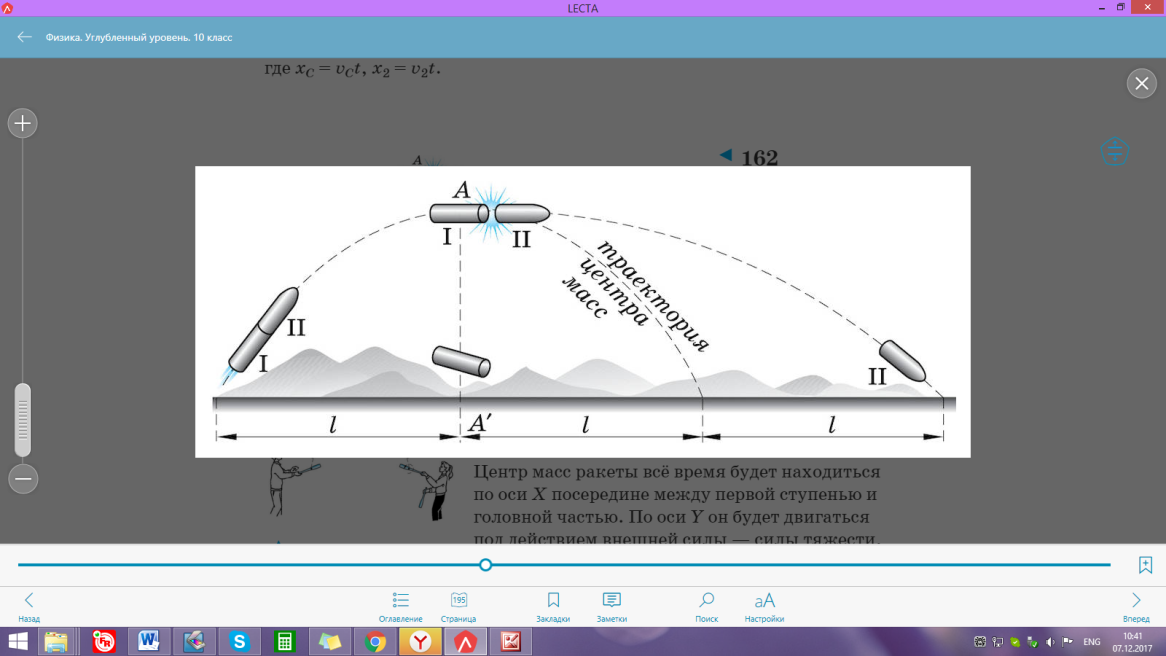 LECTA
Физика. Углубленный уровень. 10 класс
где x_C = v_C t, x_2 = v_2 t.
A
◀ 162
A
I
II
траектория
центра
масс
II
I
II
l
A′
l
l
Центр масс ракеты всё время будет находиться
по оси X посередине между первой ступенью и
головной частью. По оси Y он будет двигаться
под действием внешней силы — силы тяжести.
195
Назад
Оглавление
Страница
Закладки
Заметки
Поиск
aA
Настройки
Вперед
W
S
Y
ENG
10:41
07.12.2017